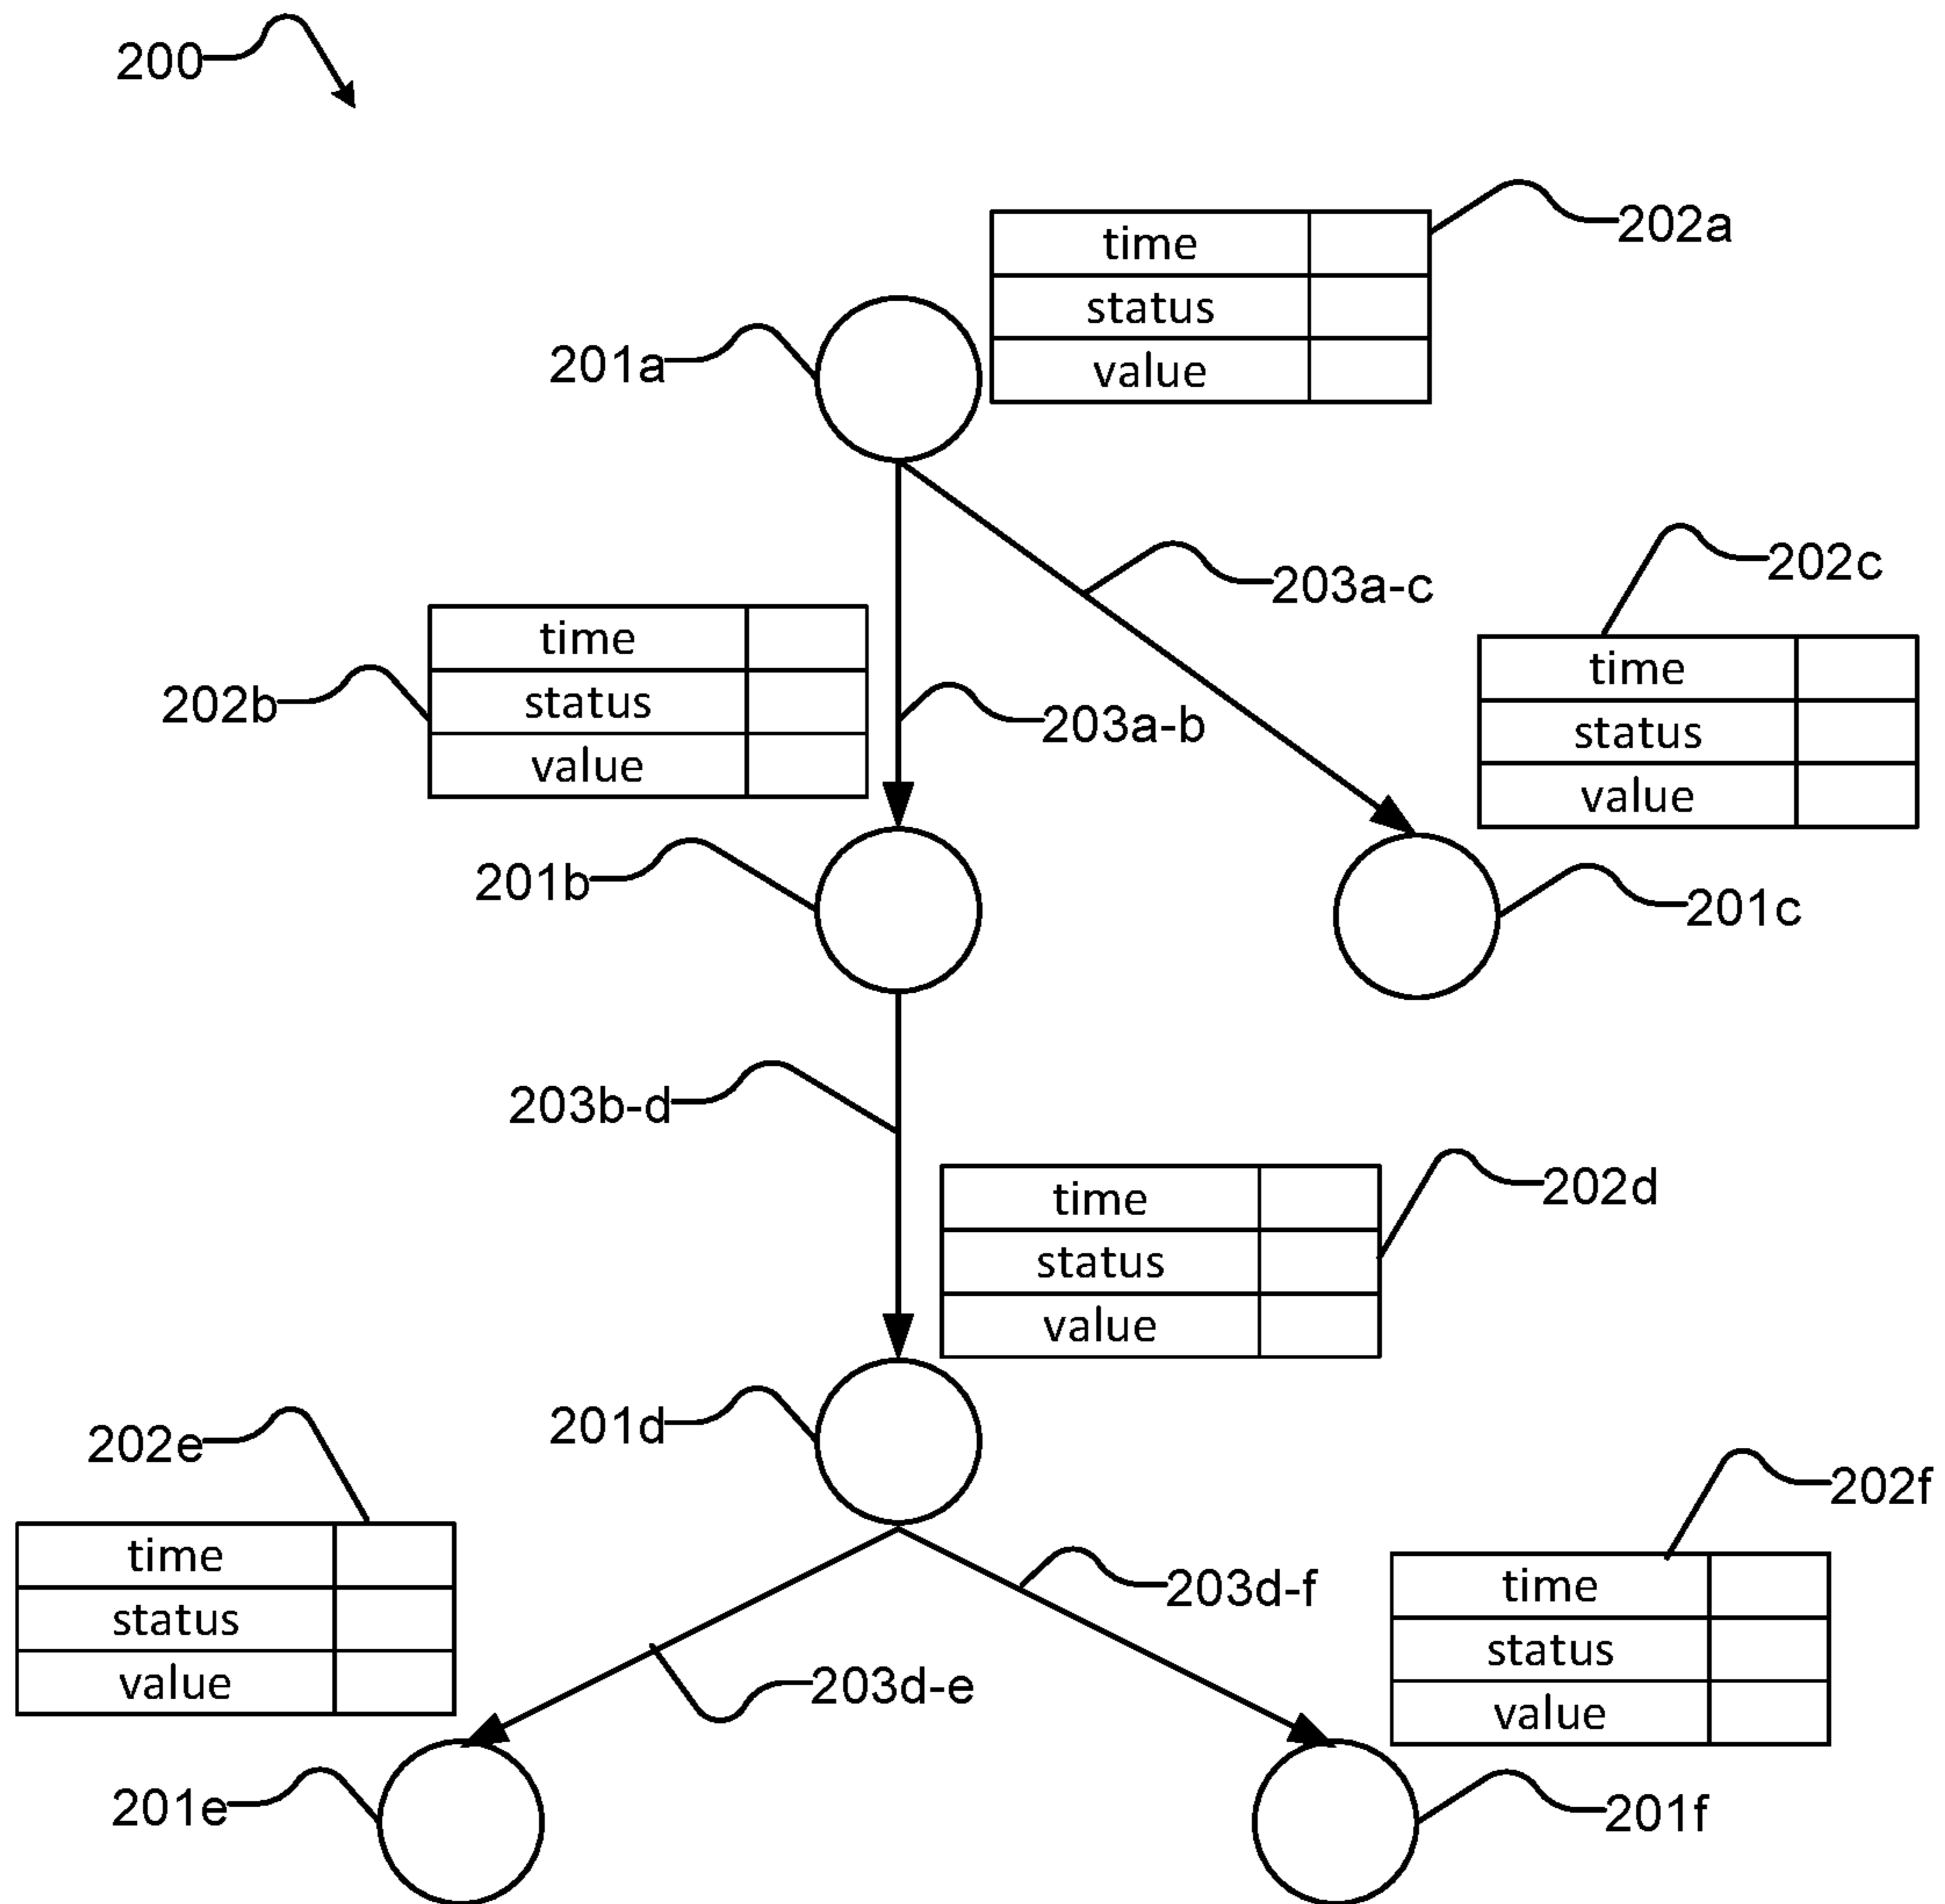 200
202a
time
status
value
201a
203a-c
202c
time
status
value
202b
time
status
value
203a-b
201b
201c
203b-d
202d
time
status
value
201d
202e
time
status
value
202f
time
status
value
203d-f
203d-e
201e
201f